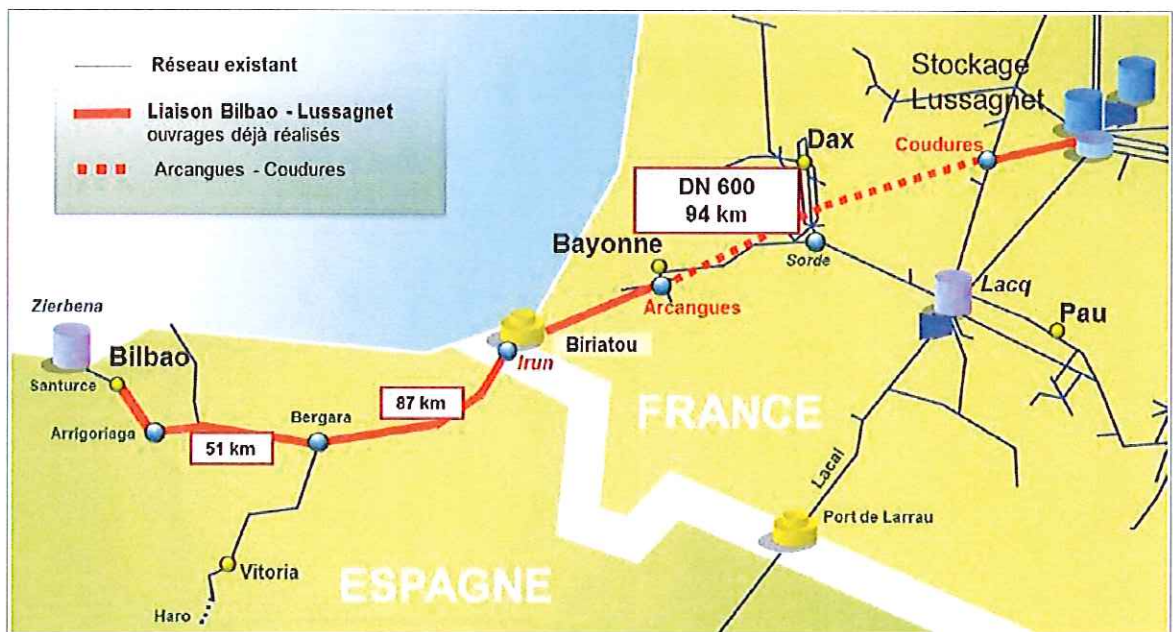 Réseau existant
Liaison Bilbao - Lussagnet
ouvrages déjà réalisés
Arcangues - Coudures
Stockage
Lussagnet
Coudures
Dax
DN 600
94 km
Bayonne
Sorde
Arcangues
Lacq
Pau
Zierbena
Bilbao
Santurce
Biriatou
Irun
87 km
Bergara
Arrigoriaga
51 km
FRANCE
Lacal
Port de Larrau
Vitoria
ESPAGNE
Haro